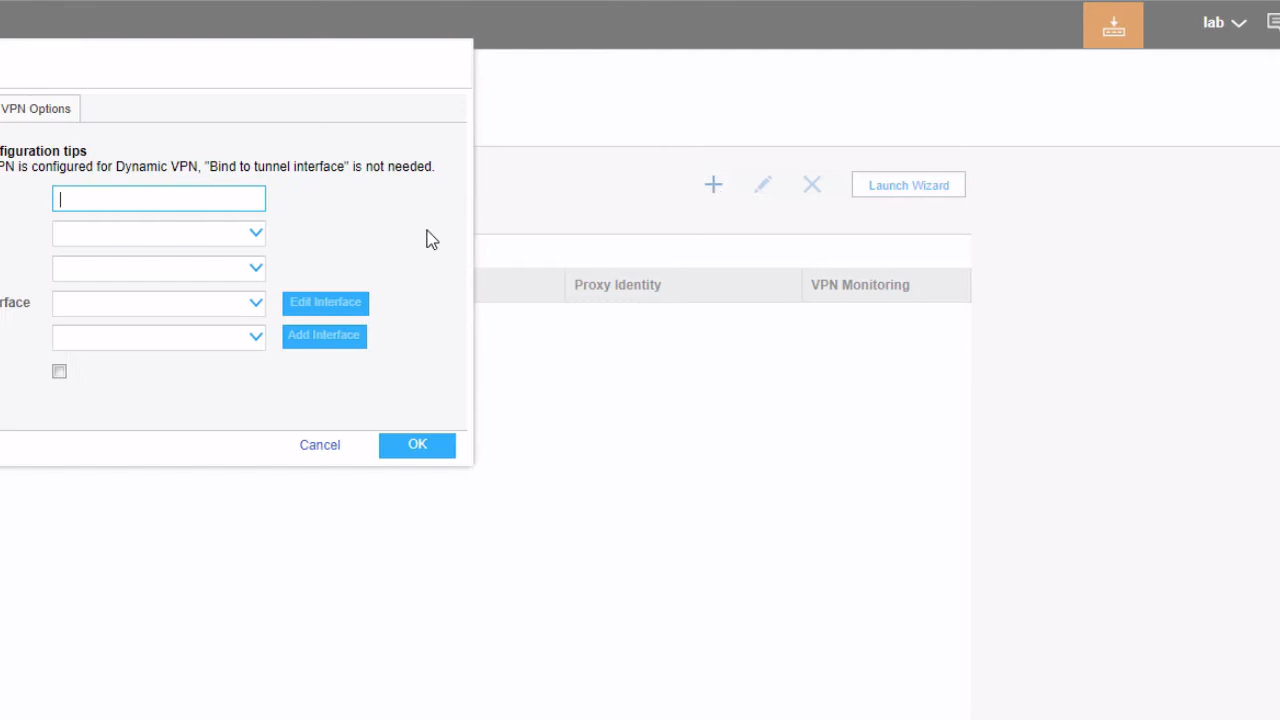 lab
VPN Options
figuration tips
PN is configured for Dynamic VPN, "Bind to tunnel interface" is not needed.
Launch Wizard
Proxy Identity
VPN Monitoring
rface
Edit Interface
Add Interface
Cancel
OK